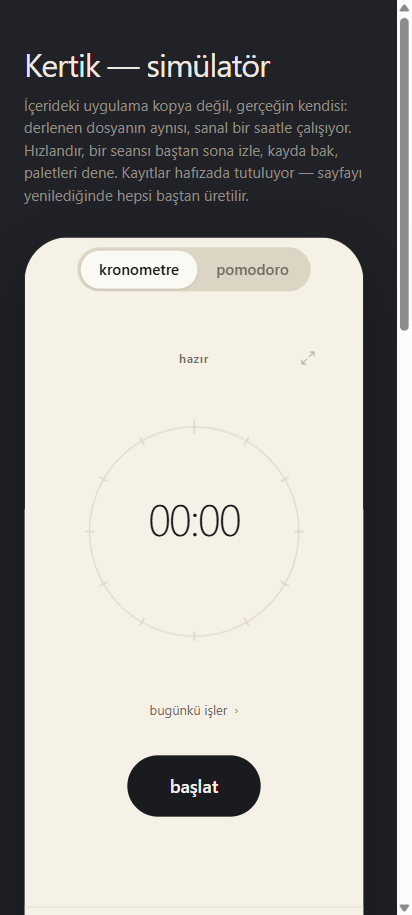 Kertik — simülatör
İçerideki uygulama kopya değil, gerçeğin kendisi:
derlenen dosyanın aynısı, sanal bir saatle çalışıyor.
Hızlandır, bir seansı baştan sona izle, kayda bak,
paletleri dene. Kayıtlar hafızada tutuluyor — sayfayı
yenilediğinde hepsi baştan üretilir.
kronometre pomodoro
hazır
00:00
bugünkü işler ›
başlat